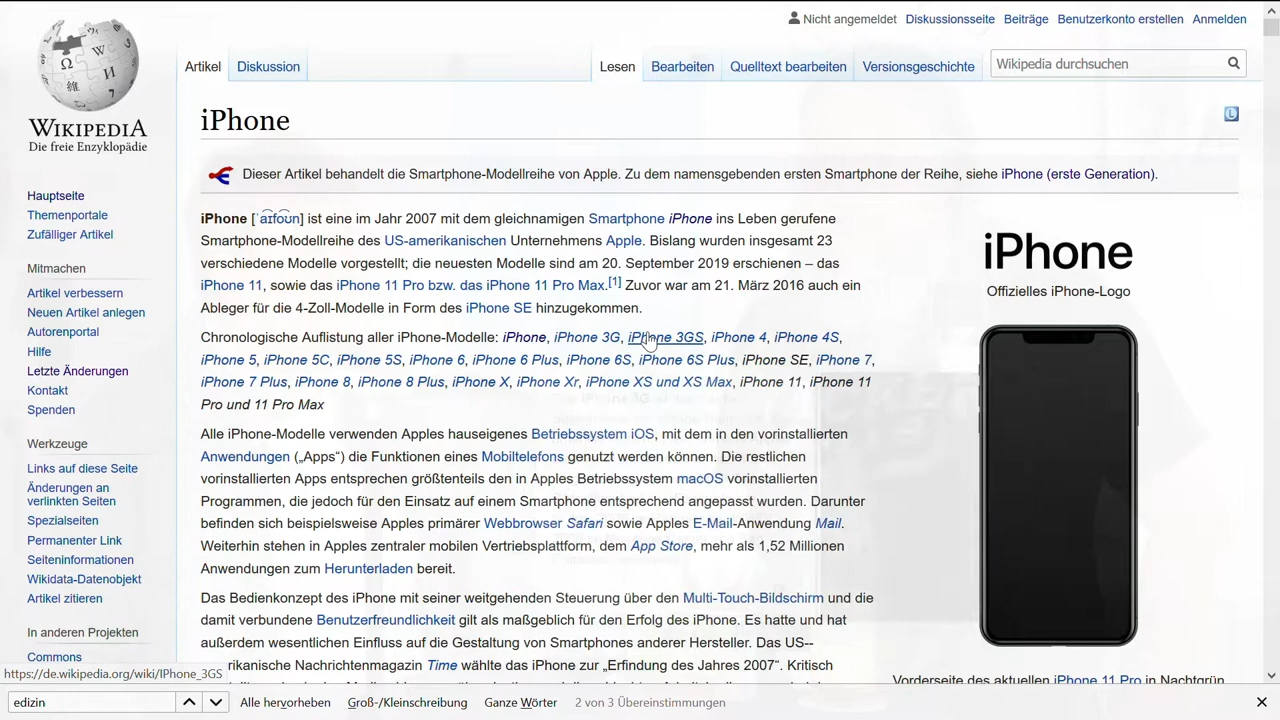 Nicht angemeldet Diskussionsseite Beiträge Benutzerkonto erstellen Anmelden
Artikel Diskussion Lesen Bearbeiten Quelltext bearbeiten Versionsgeschichte Wikipedia durchsuchen
WIKIPEDIA
Die freie Enzyklopädie
Hauptseite
Themenportale
Zufälliger Artikel
Mitmachen
Artikel verbessern
Neuen Artikel anlegen
Autorenportal
Hilfe
Letzte Änderungen
Kontakt
Spenden
Werkzeuge
Links auf diese Seite
Änderungen an
verlinkten Seiten
Spezialseiten
Permanenter Link
Seiteninformationen
Wikidata-Datenobjekt
Artikel zitieren
In anderen Projekten
Commons
iPhone
Dieser Artikel behandelt die Smartphone-Modellreihe von Apple. Zu dem namensgebenden ersten Smartphone der Reihe, siehe iPhone (erste Generation).
iPhone [ˈaɪ̯foʊ̯n] ist eine im Jahr 2007 mit dem gleichnamigen Smartphone iPhone ins Leben gerufene
Smartphone-Modellreihe des US-amerikanischen Unternehmens Apple. Bislang wurden insgesamt 23
verschiedene Modelle vorgestellt; die neuesten Modelle sind am 20. September 2019 erschienen – das
iPhone 11, sowie das iPhone 11 Pro bzw. das iPhone 11 Pro Max.[1] Zuvor war am 21. März 2016 auch ein
Ableger für die 4-Zoll-Modelle in Form des iPhone SE hinzugekommen.
Chronologische Auflistung aller iPhone-Modelle: iPhone, iPhone 3G, iPhone 3GS, iPhone 4, iPhone 4S,
iPhone 5, iPhone 5C, iPhone 5S, iPhone 6, iPhone 6 Plus, iPhone 6S, iPhone 6S Plus, iPhone SE, iPhone 7,
iPhone 7 Plus, iPhone 8, iPhone 8 Plus, iPhone X, iPhone Xr, iPhone XS und XS Max, iPhone 11, iPhone 11
Pro und 11 Pro Max
Alle iPhone-Modelle verwenden Apples hauseigenes Betriebssystem iOS, mit dem in den vorinstallierten
Anwendungen („Apps“) die Funktionen eines Mobiltelefons genutzt werden können. Die restlichen
vorinstallierten Apps entsprechen größtenteils den in Apples Betriebssystem macOS vorinstallierten
Programmen, die jedoch für den Einsatz auf einem Smartphone entsprechend angepasst wurden. Darunter
befinden sich beispielsweise Apples primärer Webbrowser Safari sowie Apples E-Mail-Anwendung Mail.
Weiterhin stehen in Apples zentraler mobilen Vertriebsplattform, dem App Store, mehr als 1,52 Millionen
Anwendungen zum Herunterladen bereit.
Das Bedienkonzept des iPhone mit seiner weitgehenden Steuerung über den Multi-Touch-Bildschirm und die
damit verbundene Benutzerfreundlichkeit gilt als maßgeblich für den Erfolg des iPhone. Es hatte und hat
außerdem wesentlichen Einfluss auf die Gestaltung von Smartphones anderer Hersteller. Das US-
rikanische Nachrichtenmagazin Time wählte das iPhone zur „Erfindung des Jahres 2007“. Kritisch
iPhone
Offizielles iPhone-Logo
Vorderseite des aktuellen iPhone 11 Pro in Nachtgrün
https://de.wikipedia.org/wiki/IPhone_3GS
edizin Alle hervorheben Groß-/Kleinschreibung Ganze Wörter 2 von 3 Übereinstimmungen